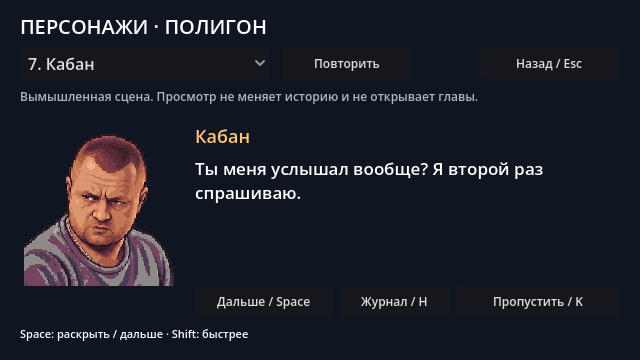 ПЕРСОНАЖИ · ПОЛИГОН
7. Кабан
Повторить
Назад / Esc
Вымышленная сцена. Просмотр не меняет историю и не открывает главы.
Кабан
Ты меня услышал вообще? Я второй раз
спрашиваю.
Дальше / Space
Журнал / H
Пропустить / K
Space: раскрыть / дальше · Shift: быстрее